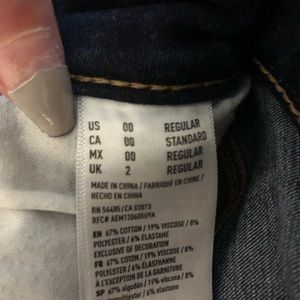 US 00 REGULAR
CA 00 STANDARD
MX 00 REGULAR
UK 2 REGULAR
MADE IN CHINA / FABRIQUÉ EN CHINE /
HECHO EN CHINA
RN 54485/CA 03873
EN 67% COTTON / 19% VISCOSE / 8%
POLYESTER / 6% ELASTANE
EXCLUSIVE OF DECORATION
FR 67% COTON / 19% VISCOSE / 8%
POLYESTER / 6% ÉLASTHANNE
À L'EXCEPTION DE LA GARNITURE